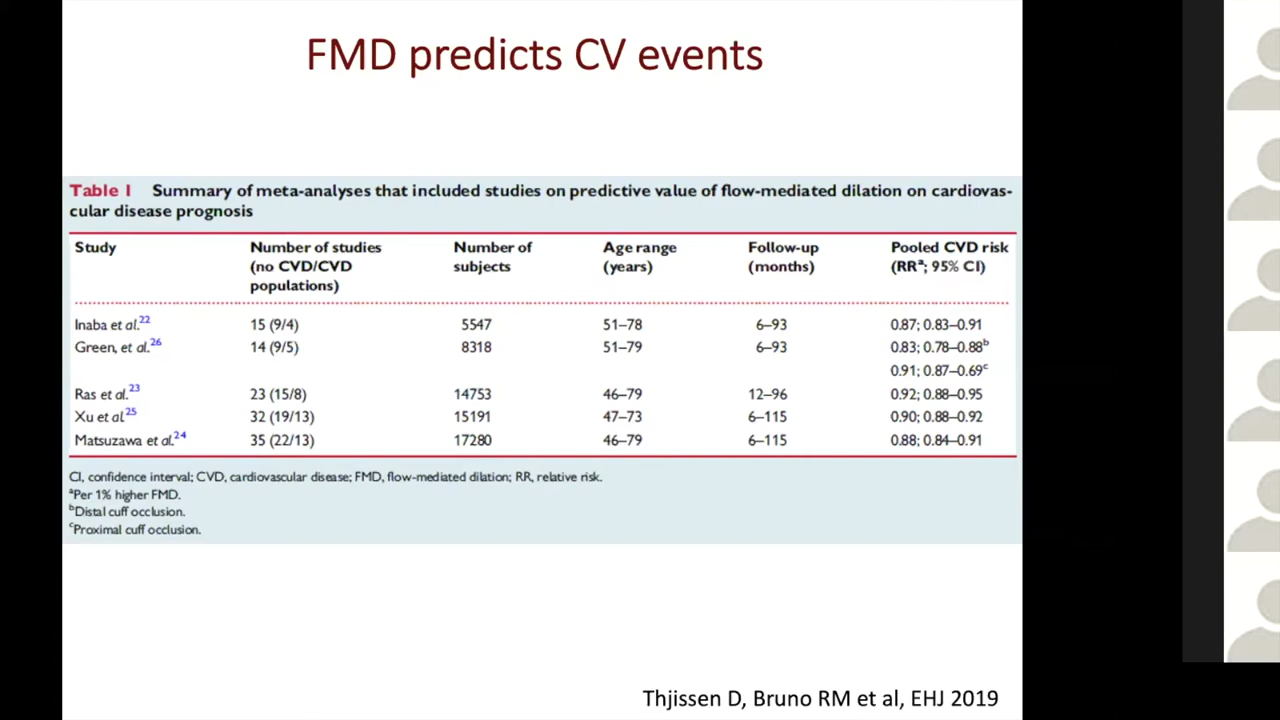 FMD predicts CV events
Table 1 Summary of meta-analyses that included studies on predictive value of flow-mediated dilation on cardiovas-
cular disease prognosis
Study Number of studies (no CVD/CVD populations) Number of subjects Age range (years) Follow-up (months) Pooled CVD risk (RRᵃ; 95% CI)
Inaba et al.²² 15 (9/4) 5547 51–78 6–93 0.87; 0.83–0.91
Green, et al.²⁶ 14 (9/5) 8318 51–79 6–93 0.83; 0.78–0.88ᵇ
0.91; 0.87–0.69ᶜ
Ras et al.²³ 23 (15/8) 14753 46–79 12–96 0.92; 0.88–0.95
Xu et al²⁵ 32 (19/13) 15191 47–73 6–115 0.90; 0.88–0.92
Matsuzawa et al.²⁴ 35 (22/13) 17280 46–79 6–115 0.88; 0.84–0.91
CI, confidence interval; CVD, cardiovascular disease; FMD, flow-mediated dilation; RR, relative risk.
ᵃPer 1% higher FMD.
ᵇDistal cuff occlusion.
ᶜProximal cuff occlusion.
Thjissen D, Bruno RM et al, EHJ 2019